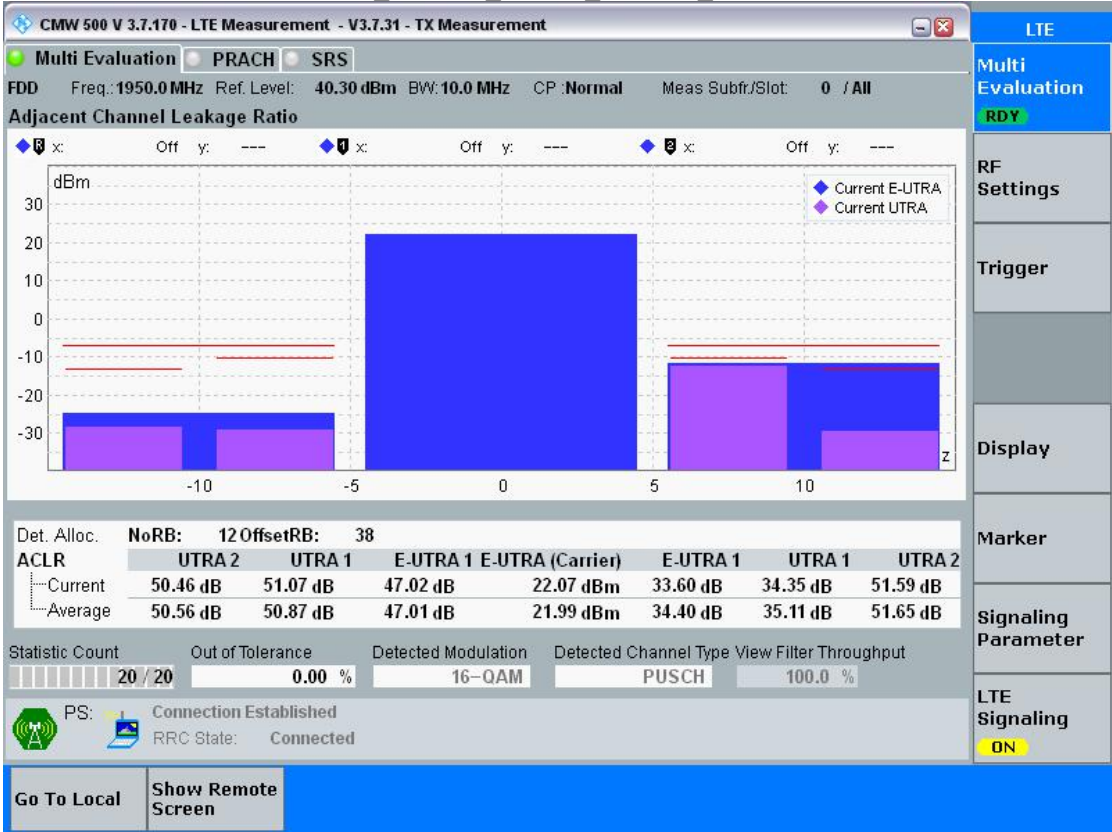 CMW 500 V 3.7.170 - LTE Measurement - V3.7.31 - TX Measurement
LTE
Multi Evaluation PRACH SRS
Multi
Evaluation
RDY
FDD Freq.: 1950.0 MHz Ref. Level: 40.30 dBm BW: 10.0 MHz CP : Normal Meas Subfr./Slot: 0 / All
Adjacent Channel Leakage Ratio
R x: Off y: --- 1 x: Off y: --- 2 x: Off y: ---
dBm
Current E-UTRA
Current UTRA
30
20
10
0
-10
-20
-30
z
-10 -5 0 5 10
RF
Settings
Trigger
Display
Marker
Signaling
Parameter
LTE
Signaling
ON
Det. Alloc. NoRB: 12 OffsetRB: 38
ACLR UTRA 2 UTRA 1 E-UTRA 1 E-UTRA (Carrier) E-UTRA 1 UTRA 1 UTRA 2
Current 50.46 dB 51.07 dB 47.02 dB 22.07 dBm 33.60 dB 34.35 dB 51.59 dB
Average 50.56 dB 50.87 dB 47.01 dB 21.99 dBm 34.40 dB 35.11 dB 51.65 dB
Statistic Count Out of Tolerance Detected Modulation Detected Channel Type View Filter Throughput
20 / 20 0.00 % 16-QAM PUSCH 100.0 %
PS: Connection Established
RRC State: Connected
Go To Local
Show Remote
Screen